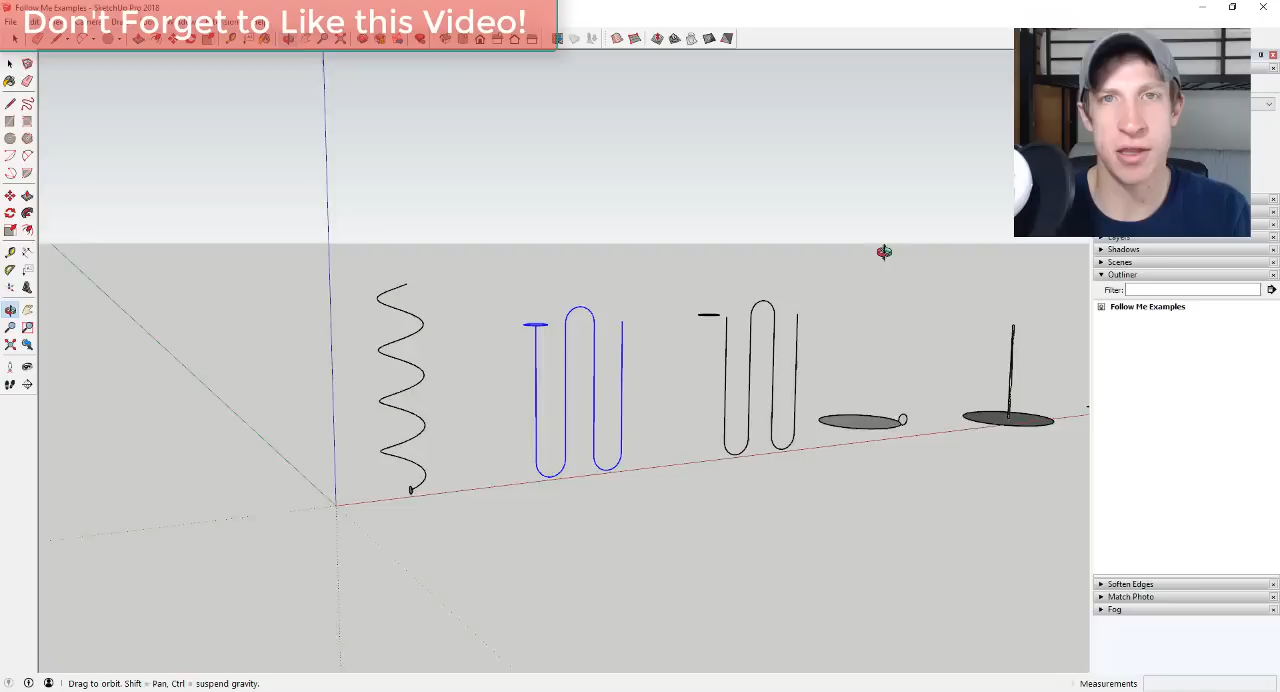 Follow Me Examples - SketchUp Pro 2018
Don't Forget to Like this Video!
Layers
Shadows
Scenes
Outliner
Filter:
Follow Me Examples
Soften Edges
Match Photo
Fog
Drag to orbit. Shift = Pan, Ctrl = suspend gravity.
Measurements